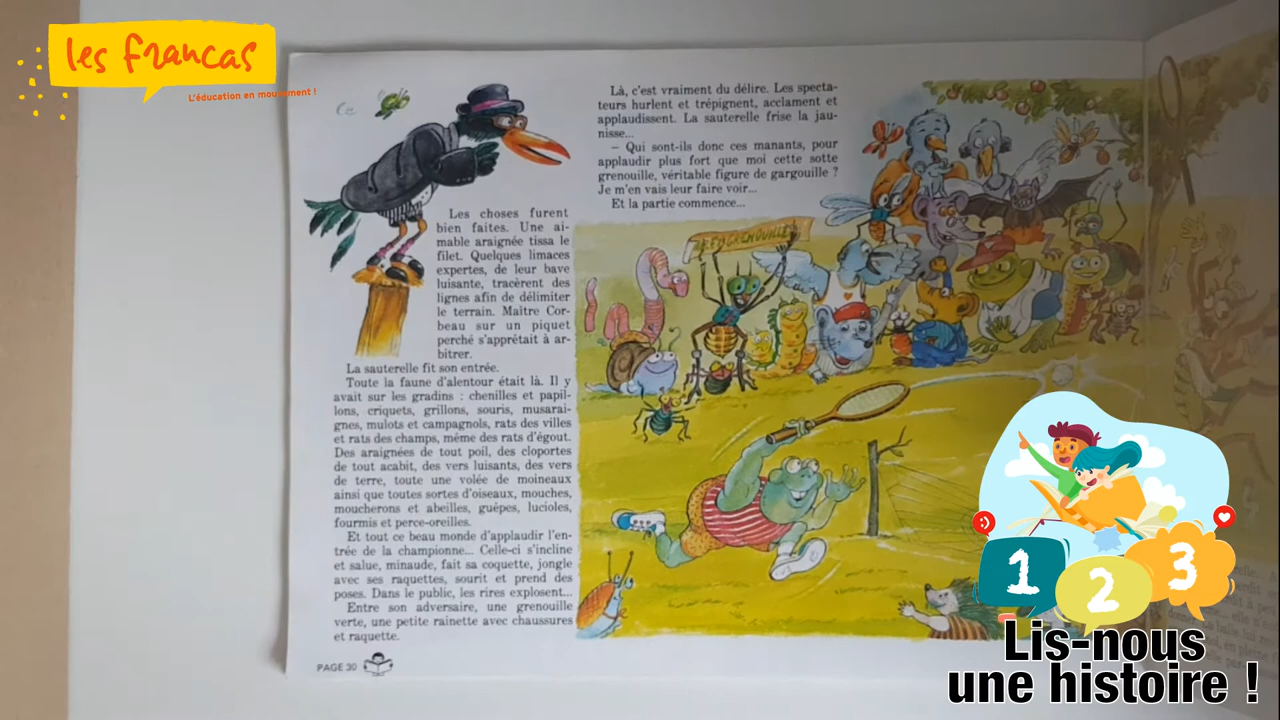 les francas
L'éducation en mouvement !
Les choses furent
bien faites. Une ai-
mable araignée tissa le
filet. Quelques limaces
expertes, de leur bave
luisante, tracèrent des
lignes afin de délimiter
le terrain. Maître Cor-
beau sur un piquet
perché s'apprêtait à ar-
bitrer.
La sauterelle fit son entrée.
Toute la faune d'alentour était là. Il y
avait sur les gradins : chenilles et papil-
lons, criquets, grillons, souris, musarai-
gnes, mulots et campagnols, rats des villes
et rats des champs, même des rats d'égout.
Des araignées de tout poil, des cloportes
de tout acabit, des vers luisants, des vers
de terre, toute une volée de moineaux
ainsi que toutes sortes d'oiseaux, mouches,
moucherons et abeilles, guêpes, lucioles,
fourmis et perce-oreilles.
Et tout ce beau monde d'applaudir l'en-
trée de la championne... Celle-ci s'incline
et salue, minaude, fait sa coquette, jongle
avec ses raquettes, sourit et prend des
poses. Dans le public, les rires explosent...
Entre son adversaire, une grenouille
verte, une petite rainette avec chaussures
et raquette.
PAGE 30
Là, c'est vraiment du délire. Les specta-
teurs hurlent et trépignent, acclament et
applaudissent. La sauterelle frise la jau-
nisse...
– Qui sont-ils donc ces manants, pour
applaudir plus fort que moi cette sotte
grenouille, véritable figure de gargouille ?
Je m'en vais leur faire voir...
Et la partie commence...
GRENOUILLE
1 2 3
Lis-nous
une histoire !